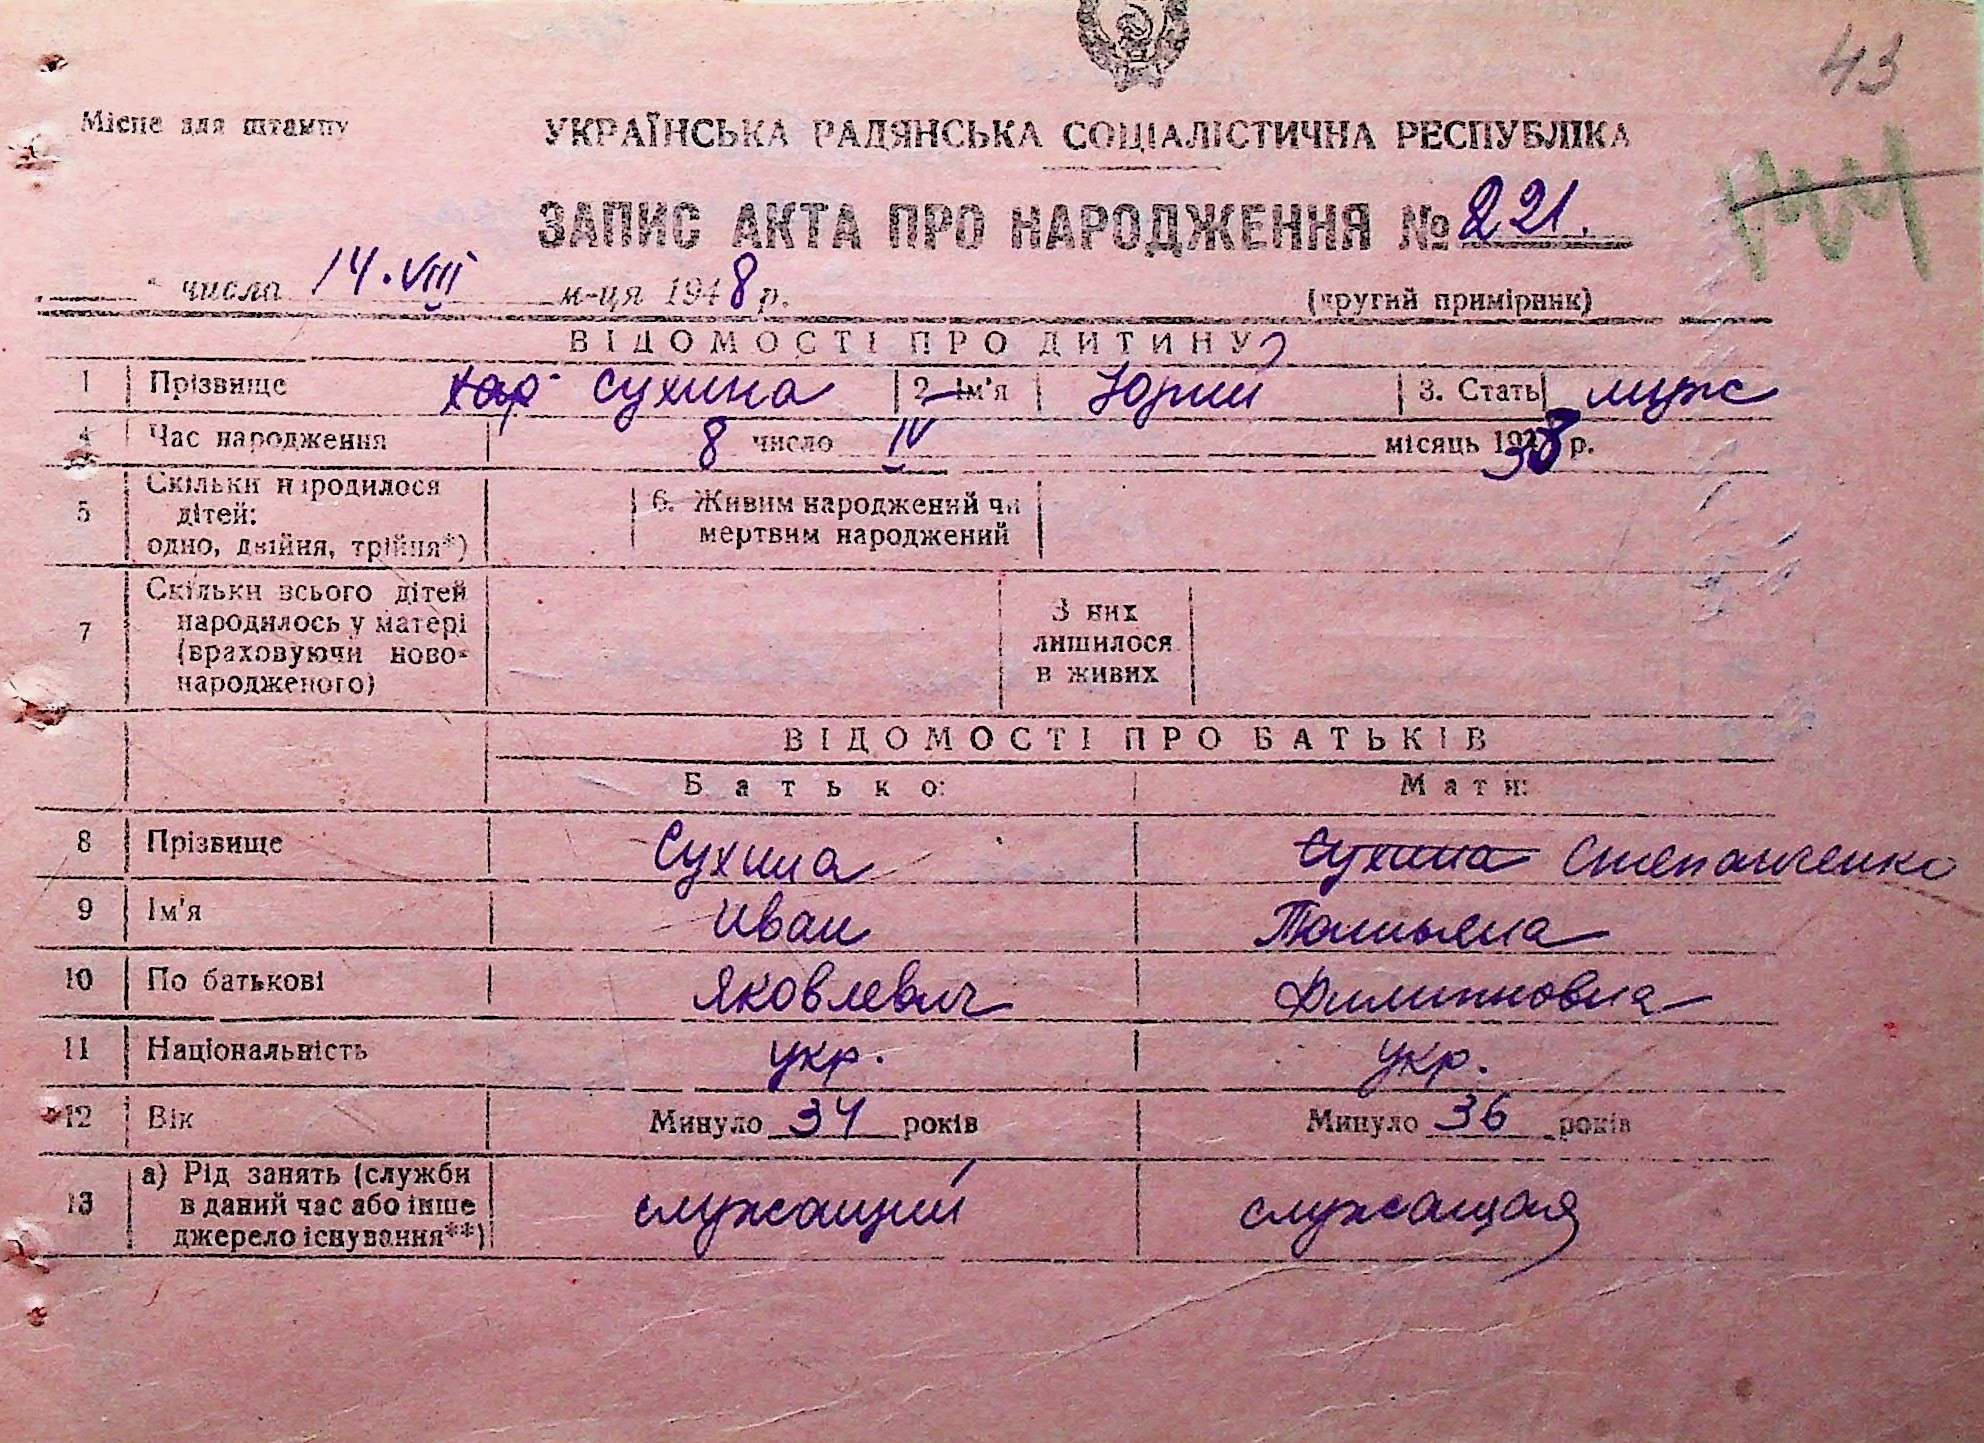 43
Місце для штампу
УКРАЇНСЬКА РАДЯНСЬКА СОЦІАЛІСТИЧНА РЕСПУБЛІКА
ЗАПИС АКТА ПРО НАРОДЖЕННЯ № 221.
" числа 14.VIII м-ця 1948 р. (другий примірник)
ВІДОМОСТІ ПРО ДИТИНУ
1 Прізвище Сухина 2. Ім'я Юрий 3. Стать муж
4 Час народження 8 число IV місяць 1938 р.
5 Скільки народилося дітей: одно, двійня, трійня*) 6. Живим народжений чи мертвим народжений
7 Скільки всього дітей народилось у матері (враховуючи новонародженого) З них лишилося в живих
ВІДОМОСТІ ПРО БАТЬКІВ
Батько: Мати:
8 Прізвище Сухина Сухина Степанченко
9 Ім'я Иван Татьяна
10 По батькові Яковлевич Филипповна
11 Національність укр. укр.
12 Вік Минуло 34 років Минуло 36 років
13 а) Рід занять (служби в даний час або інше джерело існування**) служащий служащая